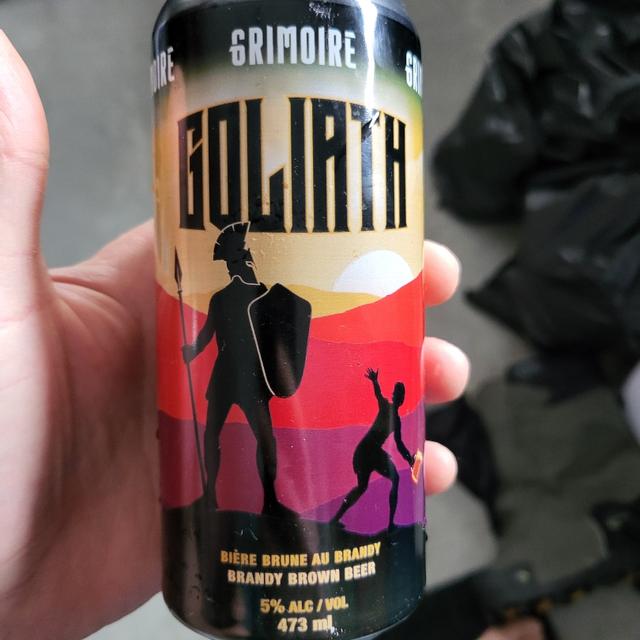 GRIMOIRE
GOLIATH
BIÈRE BRUNE AU BRANDY
BRANDY BROWN BEER
5% ALC / VOL
473 ml